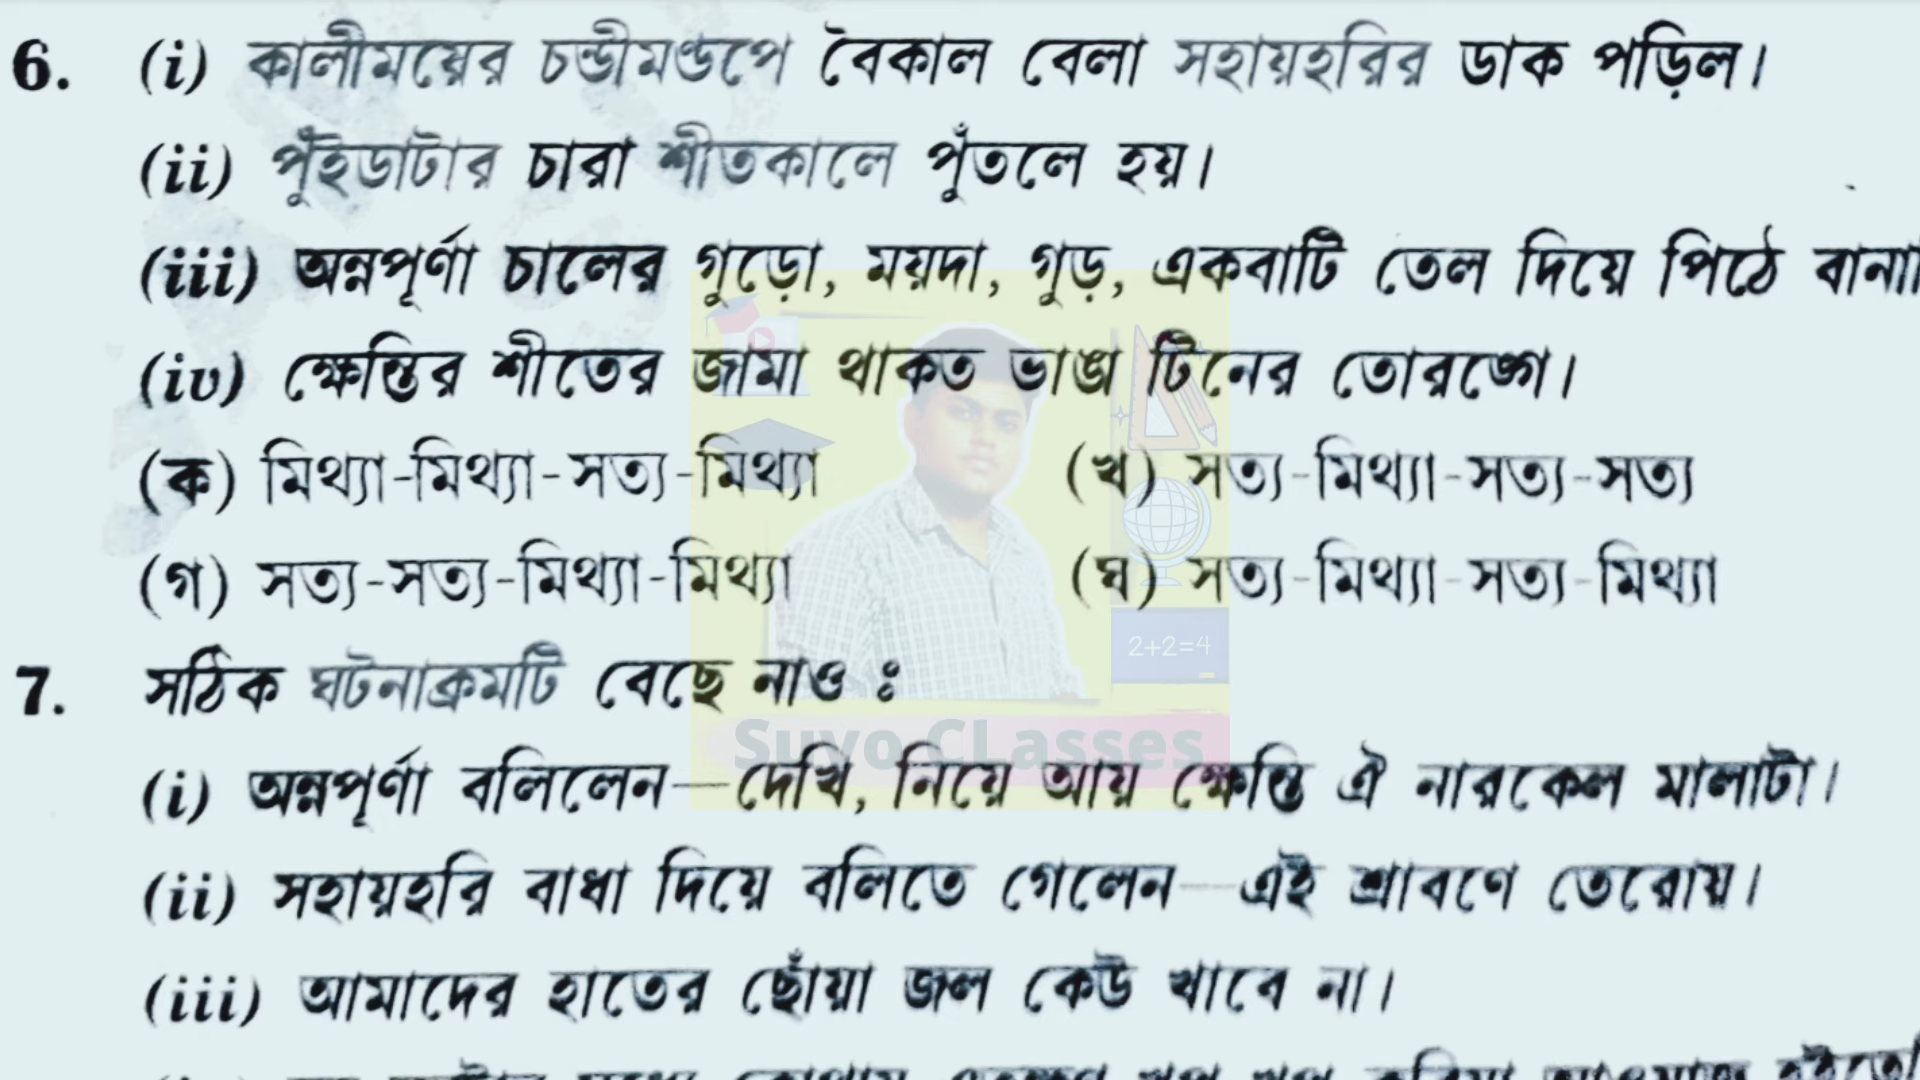 6. (i) কালীময়ের চন্ডীমণ্ডপে বৈকাল বেলা সহায়হরির ডাক পড়িল।
(ii) পুঁইডাটার চারা শীতকালে পুঁতলে হয়।
(iii) অন্নপূর্ণা চালের গুড়ো, ময়দা, গুড়, একবাটি তেল দিয়ে পিঠে বানা
(iv) ক্ষেন্তির শীতের জামা থাকত ভাঙা টিনের তোরঙ্গে।
(ক) মিথ্যা-মিথ্যা-সত্য-মিথ্যা (খ) সত্য-মিথ্যা-সত্য-সত্য
(গ) সত্য-সত্য-মিথ্যা-মিথ্যা (ঘ) সত্য-মিথ্যা-সত্য-মিথ্যা
2+2=4
7. সঠিক ঘটনাক্রমটি বেছে নাও ঃ
Suvo CLasses
(i) অন্নপূর্ণা বলিলেন—দেখি, নিয়ে আয় ক্ষেন্তি ঐ নারকেল মালাটা।
(ii) সহায়হরি বাধা দিয়ে বলিতে গেলেন—এই শ্রাবণে তেরোয়।
(iii) আমাদের হাতের ছোঁয়া জল কেউ খাবে না।